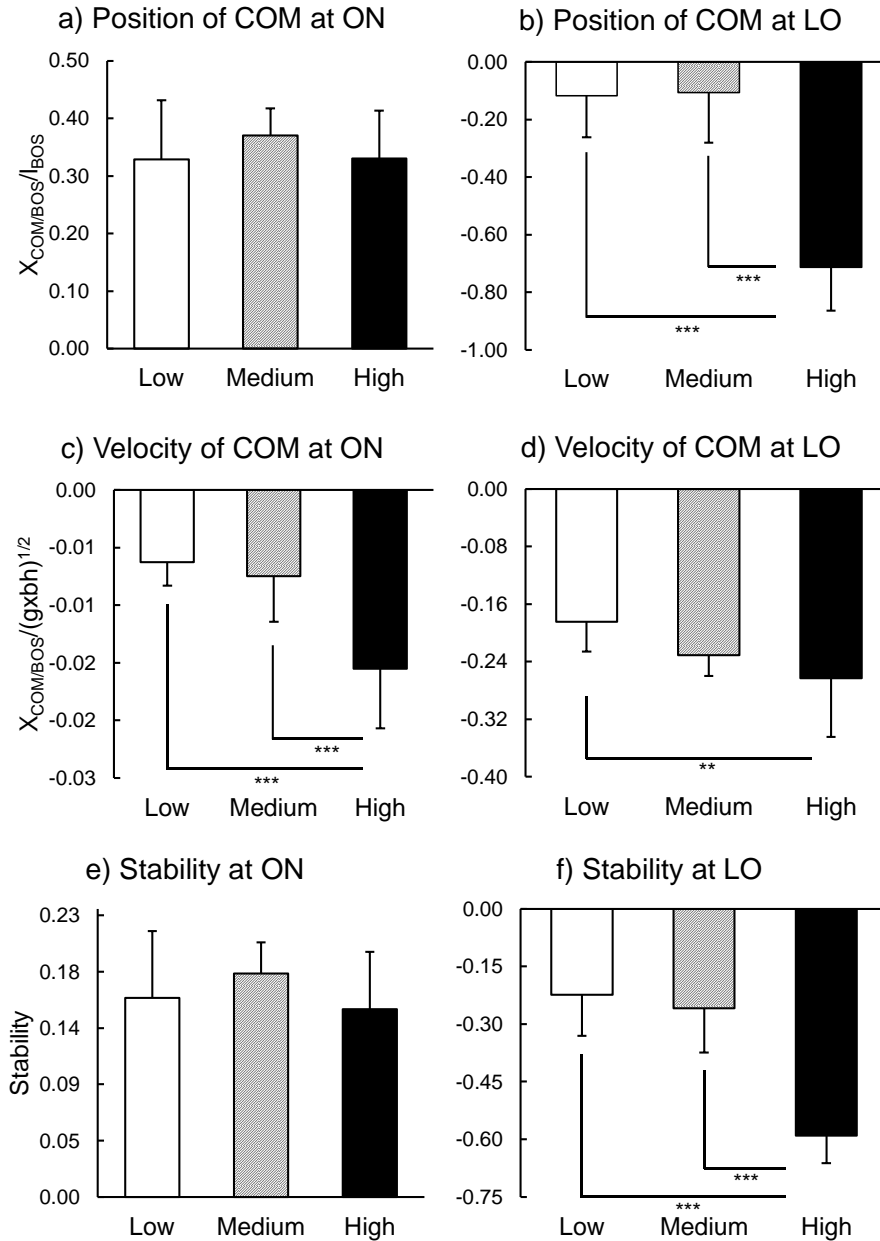 a) Position of COM at ON
0.50
0.40
0.30
0.20
0.10
0.00
X_COM/BOS/l_BOS
Low Medium High
b) Position of COM at LO
0.00
-0.20
-0.40
-0.60
-0.80
-1.00
***
***
Low Medium High
c) Velocity of COM at ON
0.00
-0.01
-0.01
-0.02
-0.02
-0.03
X_COM/BOS/(gxbh)^1/2
***
***
Low Medium High
d) Velocity of COM at LO
0.00
-0.08
-0.16
-0.24
-0.32
-0.40
**
Low Medium High
e) Stability at ON
0.23
0.18
0.14
0.09
0.05
0.00
Stability
Low Medium High
f) Stability at LO
0.00
-0.15
-0.30
-0.45
-0.60
-0.75
***
***
Low Medium High